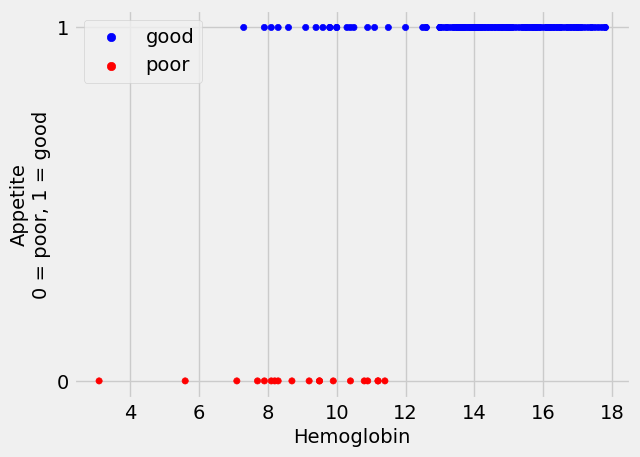 good
poor
1
0
Appetite
0 = poor, 1 = good
4 6 8 10 12 14 16 18
Hemoglobin